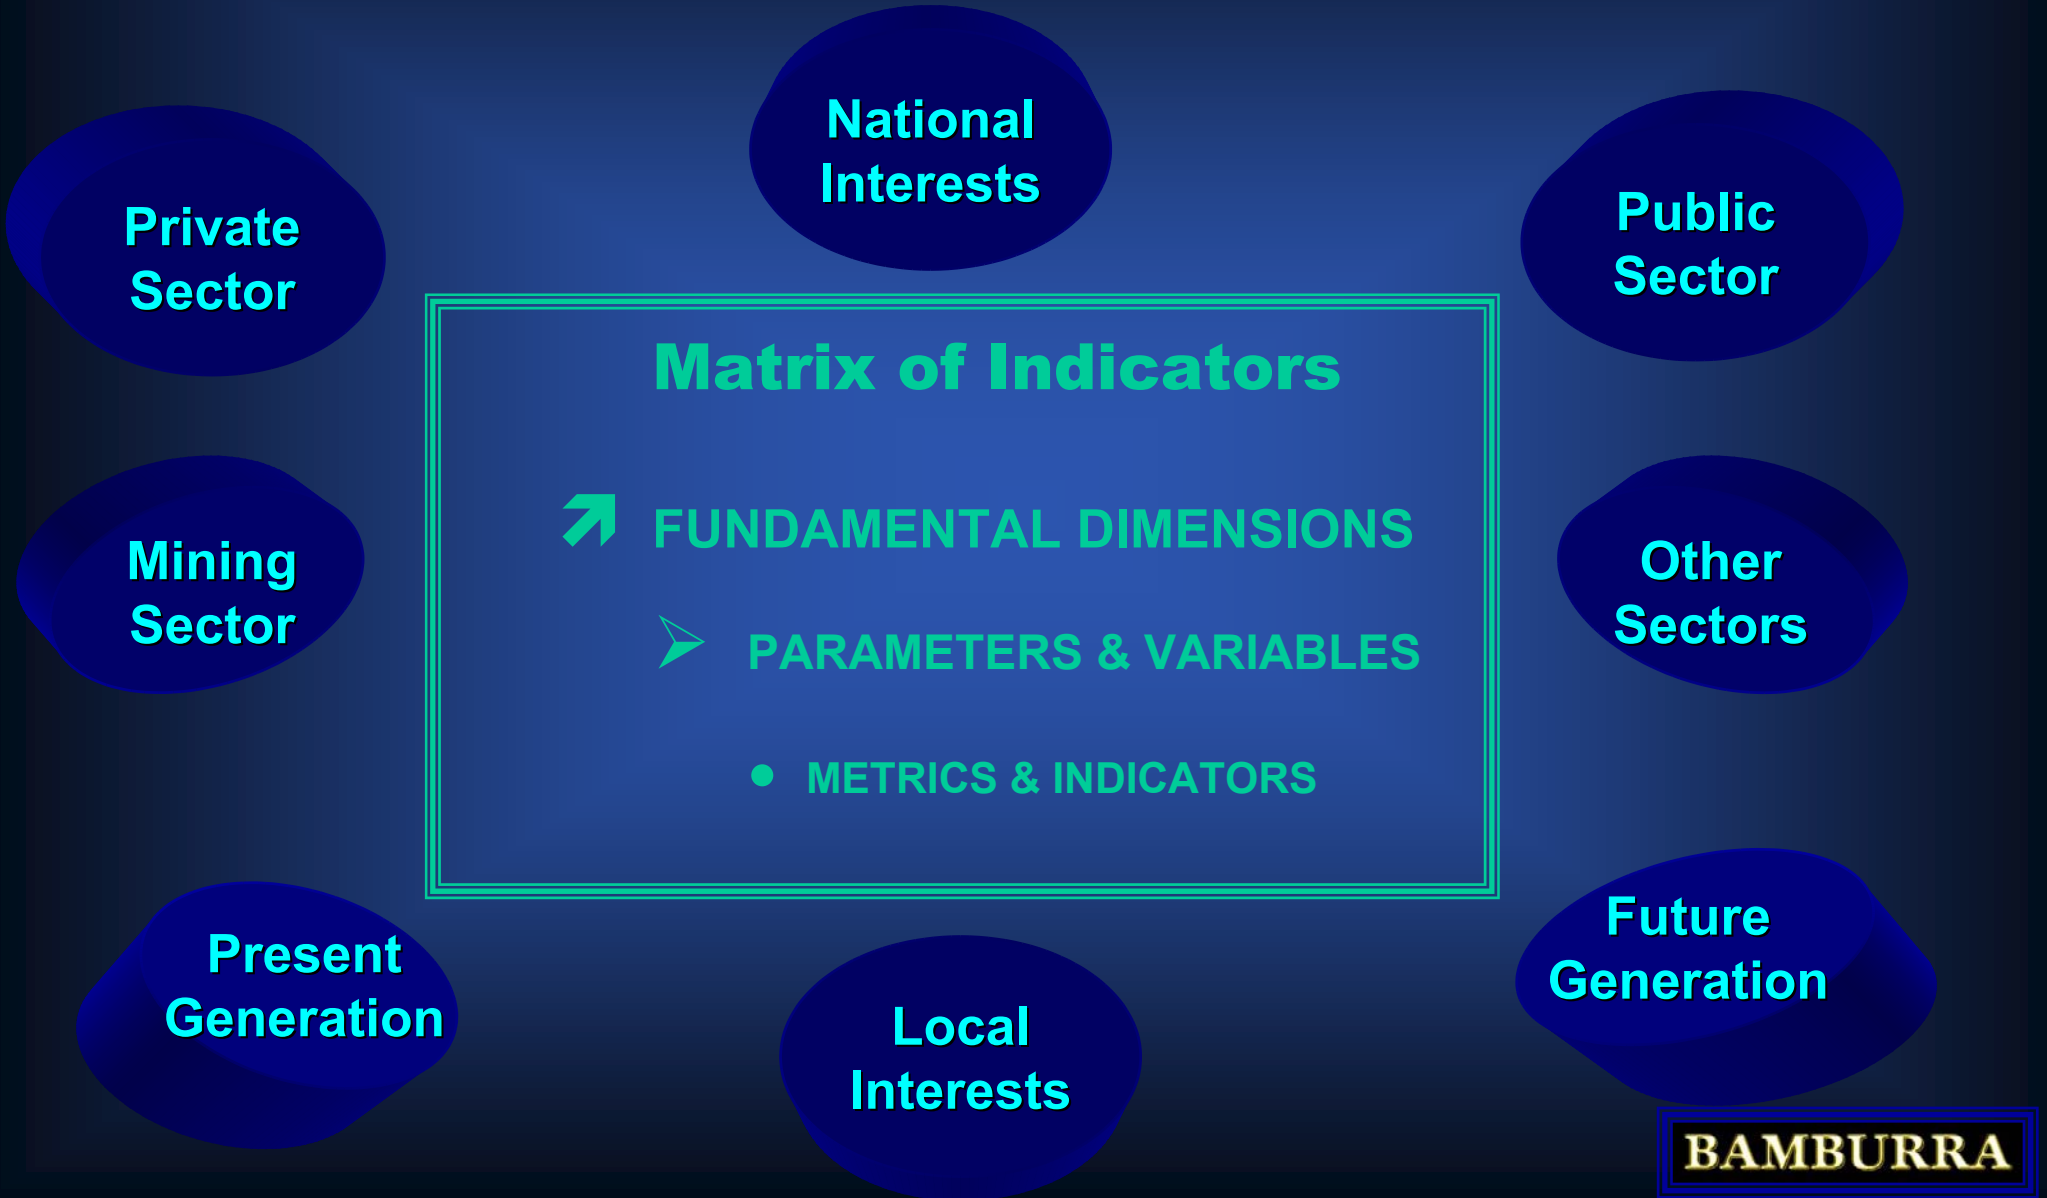 National
Interests
Private
Sector
Public
Sector
Matrix of Indicators
FUNDAMENTAL DIMENSIONS
Mining
Sector
Other
Sectors
PARAMETERS & VARIABLES
METRICS & INDICATORS
Present
Generation
Local
Interests
Future
Generation
BAMBURRA